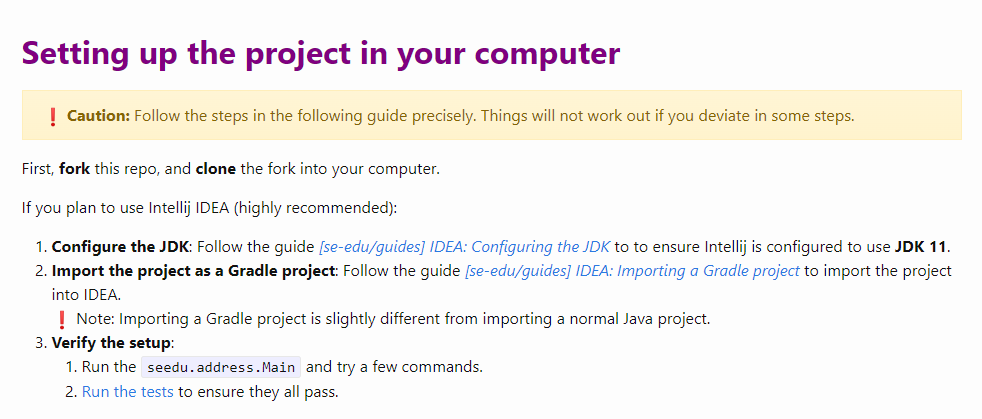 Setting up the project in your computer
❗ Caution: Follow the steps in the following guide precisely. Things will not work out if you deviate in some steps.
First, fork this repo, and clone the fork into your computer.
If you plan to use Intellij IDEA (highly recommended):
1. Configure the JDK: Follow the guide [se-edu/guides] IDEA: Configuring the JDK to to ensure Intellij is configured to use JDK 11.
2. Import the project as a Gradle project: Follow the guide [se-edu/guides] IDEA: Importing a Gradle project to import the project
into IDEA.
❗ Note: Importing a Gradle project is slightly different from importing a normal Java project.
3. Verify the setup:
1. Run the seedu.address.Main and try a few commands.
2. Run the tests to ensure they all pass.